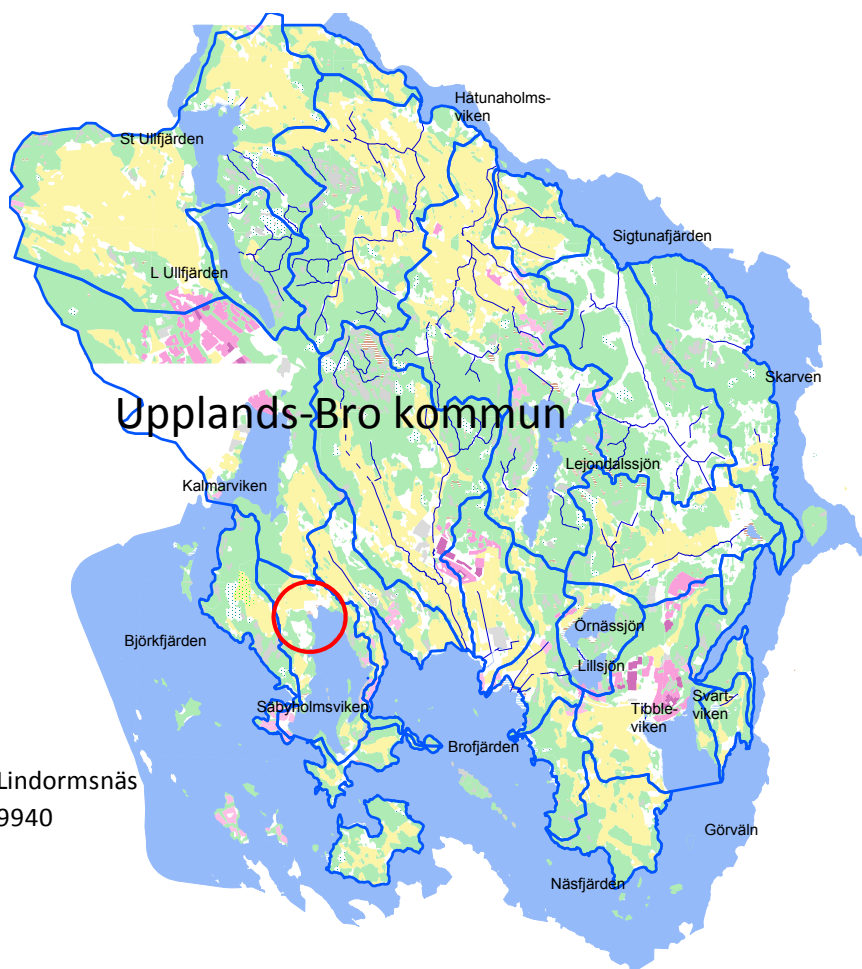 Håtunaholms-
viken
St Ullfjärden
Sigtunafjärden
L Ullfjärden
Skarven
Upplands-Bro kommun
Lejondalssjön
Kalmarviken
Örnässjön
Björkfjärden
Lillsjön
Svart-
viken
Säbyholmsviken
Tibble-
viken
Brofjärden
Lindormsnäs
9940
Görväln
Näsfjärden